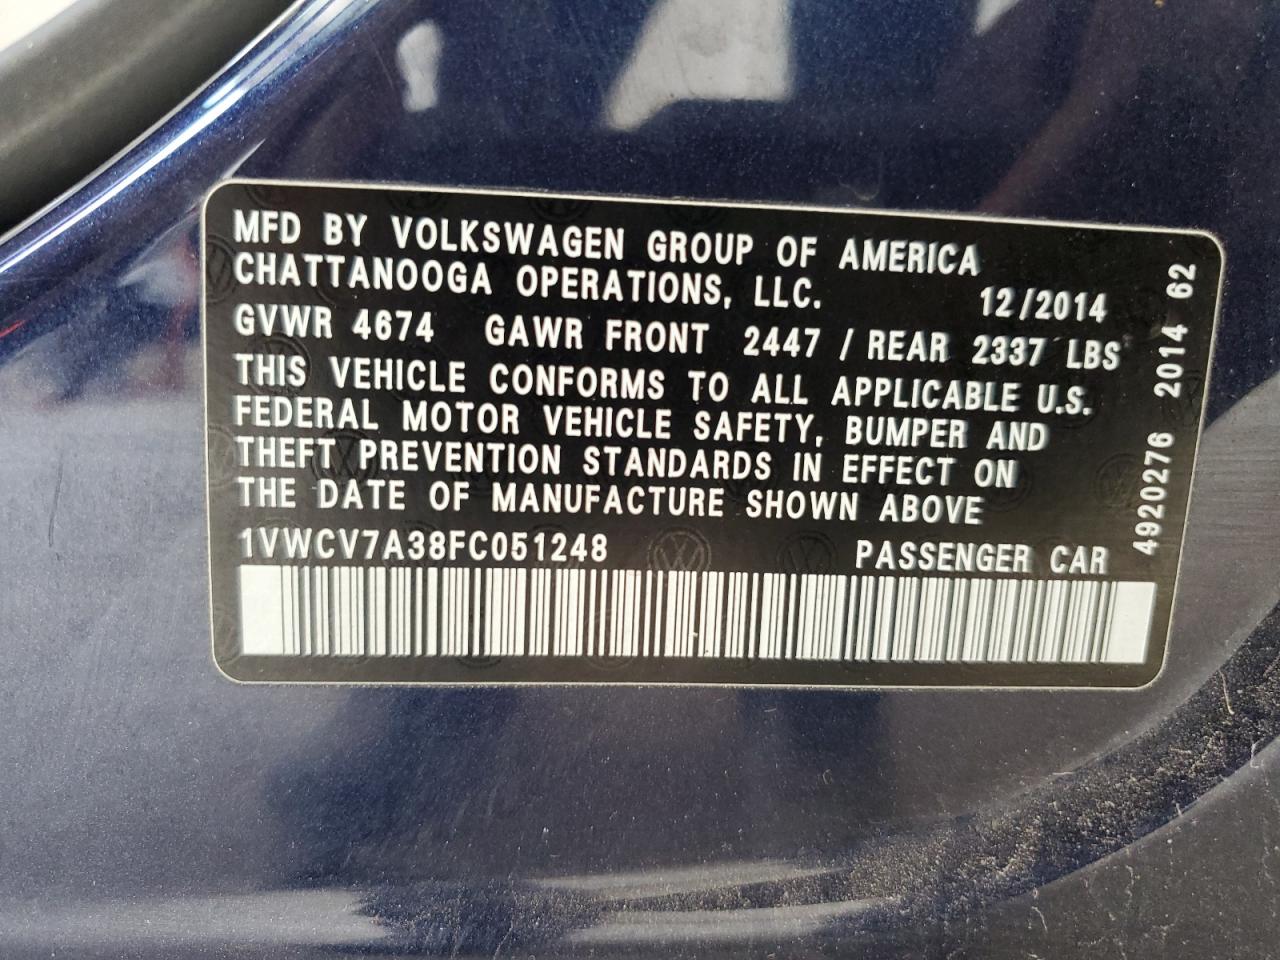 MFD BY VOLKSWAGEN GROUP OF AMERICA
CHATTANOOGA OPERATIONS, LLC. 12/2014
GVWR 4674 GAWR FRONT 2447 / REAR 2337 LBS
THIS VEHICLE CONFORMS TO ALL APPLICABLE U.S.
FEDERAL MOTOR VEHICLE SAFETY, BUMPER AND
THEFT PREVENTION STANDARDS IN EFFECT ON
THE DATE OF MANUFACTURE SHOWN ABOVE
1VWCV7A38FC051248 PASSENGER CAR
4920276 2014 62